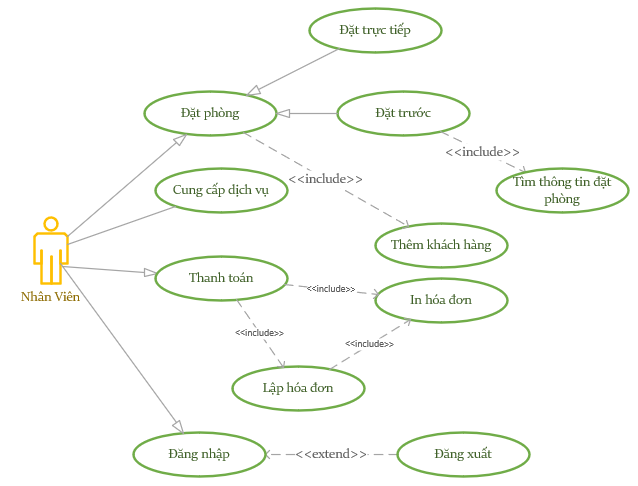 Đặt trực tiếp
Đặt phòng
Đặt trước
<<include>>
<<include>>
Tìm thông tin đặt
phòng
Cung cấp dịch vụ
Thêm khách hàng
Nhân Viên
Thanh toán
<<include>>
In hóa đơn
<<include>>
<<include>>
Lập hóa đơn
Đăng nhập
<<extend>>
Đăng xuất